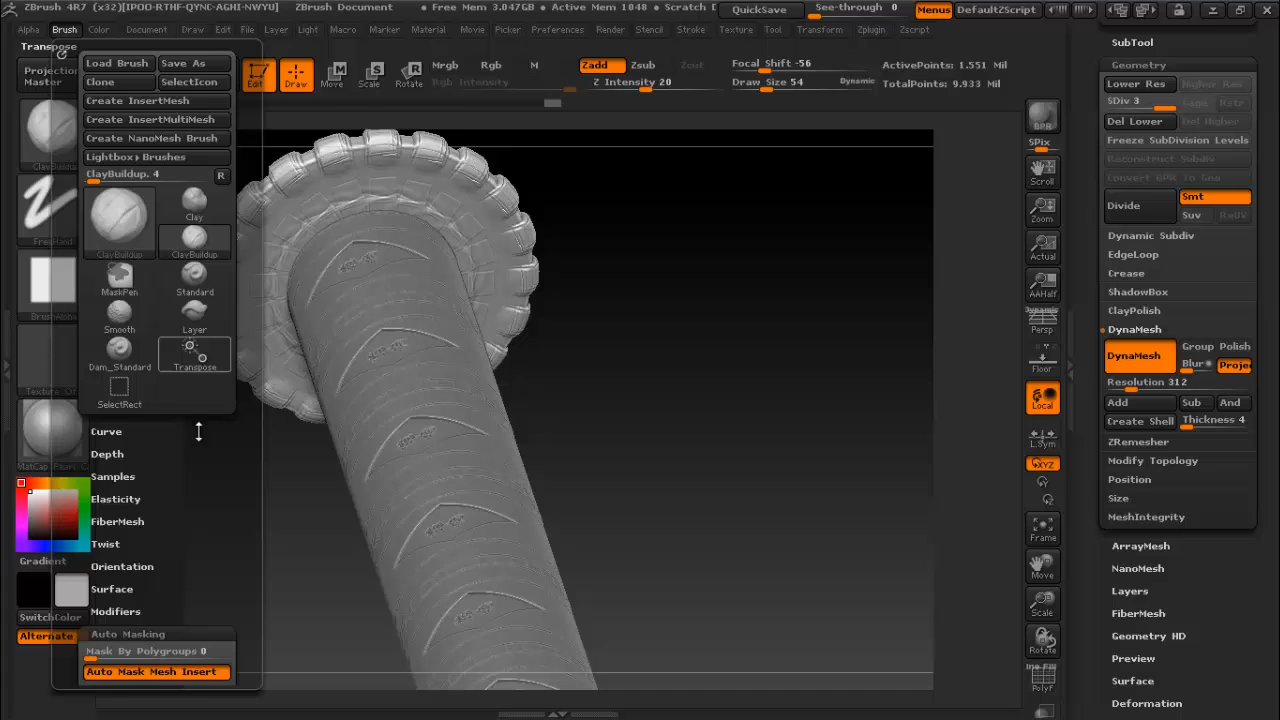 ZBrush 4R7 (x32)[IPOO-RTHF-QYNC-AGHI-NWYU] ZBrush Document • Free Mem 3.047GB • Active Mem 1848 • Scratch D QuickSave See-through 0 Menus DefaultZScript
Alpha Brush Color Document Draw Edit File Layer Light Macro Marker Material Movie Picker Preferences Render Stencil Stroke Texture Tool Transform Zplugin Zscript
Transpose
Projection Master
Load Brush Save As
Clone SelectIcon
Create InsertMesh
Create InsertMultiMesh
Create NanoMesh Brush
Lightbox▸Brushes
ClayBuildup. 4 R
Clay
ClayBuildup ClayBuildup
MaskPen Standard
Smooth Layer
Dam_Standard Transpose
SelectRect
Curve
Depth
Samples
Elasticity
FiberMesh
Twist
Orientation
Surface
Modifiers
Auto Masking
Mask By Polygroups 0
Auto Mask Mesh Insert
Gradient
SwitchColor
Alternate
Edit Draw Move Scale Rotate
Mrgb Rgb M
Rgb Intensity
Zadd Zsub Zcut
Z Intensity 20
Focal Shift -56
Draw Size 54 Dynamic
ActivePoints: 1.551 Mil
TotalPoints: 9.933 Mil
BPR
SPix
Scroll
Zoom
Actual
AAHalf
Dynamic
Persp
Floor
Local
L.Sym
XYZ
Frame
Move
Scale
Rotate
Line Fill
PolyF
SubTool
Geometry
Lower Res Higher Res
SDiv 3 Cage Rstr
Del Lower Del Higher
Freeze SubDivision Levels
Reconstruct Subdiv
Convert BPR To Geo
Divide Smt
Suv ReUV
Dynamic Subdiv
EdgeLoop
Crease
ShadowBox
ClayPolish
DynaMesh
DynaMesh Group Polish
Blur Projec
Resolution 312
Add Sub And
Create Shell Thickness 4
ZRemesher
Modify Topology
Position
Size
MeshIntegrity
ArrayMesh
NanoMesh
Layers
FiberMesh
Geometry HD
Preview
Surface
Deformation